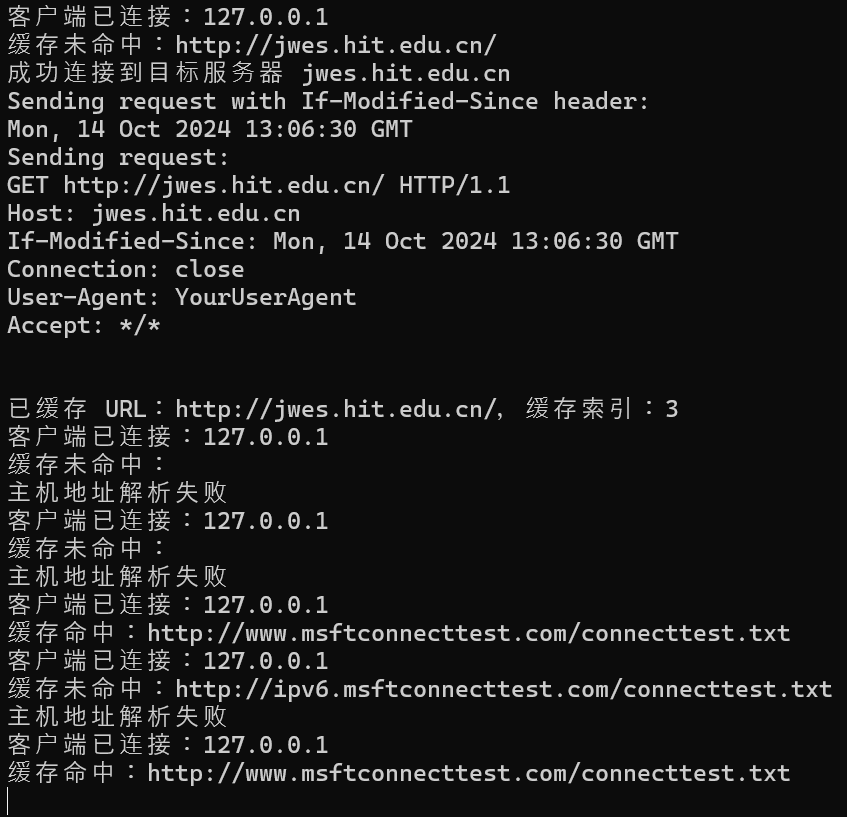 客户端已连接：127.0.0.1
缓存未命中：http://jwes.hit.edu.cn/
成功连接到目标服务器 jwes.hit.edu.cn
Sending request with If-Modified-Since header:
Mon, 14 Oct 2024 13:06:30 GMT
Sending request:
GET http://jwes.hit.edu.cn/ HTTP/1.1
Host: jwes.hit.edu.cn
If-Modified-Since: Mon, 14 Oct 2024 13:06:30 GMT
Connection: close
User-Agent: YourUserAgent
Accept: */*
已缓存 URL：http://jwes.hit.edu.cn/，缓存索引：3
客户端已连接：127.0.0.1
缓存未命中：
主机地址解析失败
客户端已连接：127.0.0.1
缓存未命中：
主机地址解析失败
客户端已连接：127.0.0.1
缓存命中：http://www.msftconnecttest.com/connecttest.txt
客户端已连接：127.0.0.1
缓存未命中：http://ipv6.msftconnecttest.com/connecttest.txt
主机地址解析失败
客户端已连接：127.0.0.1
缓存命中：http://www.msftconnecttest.com/connecttest.txt